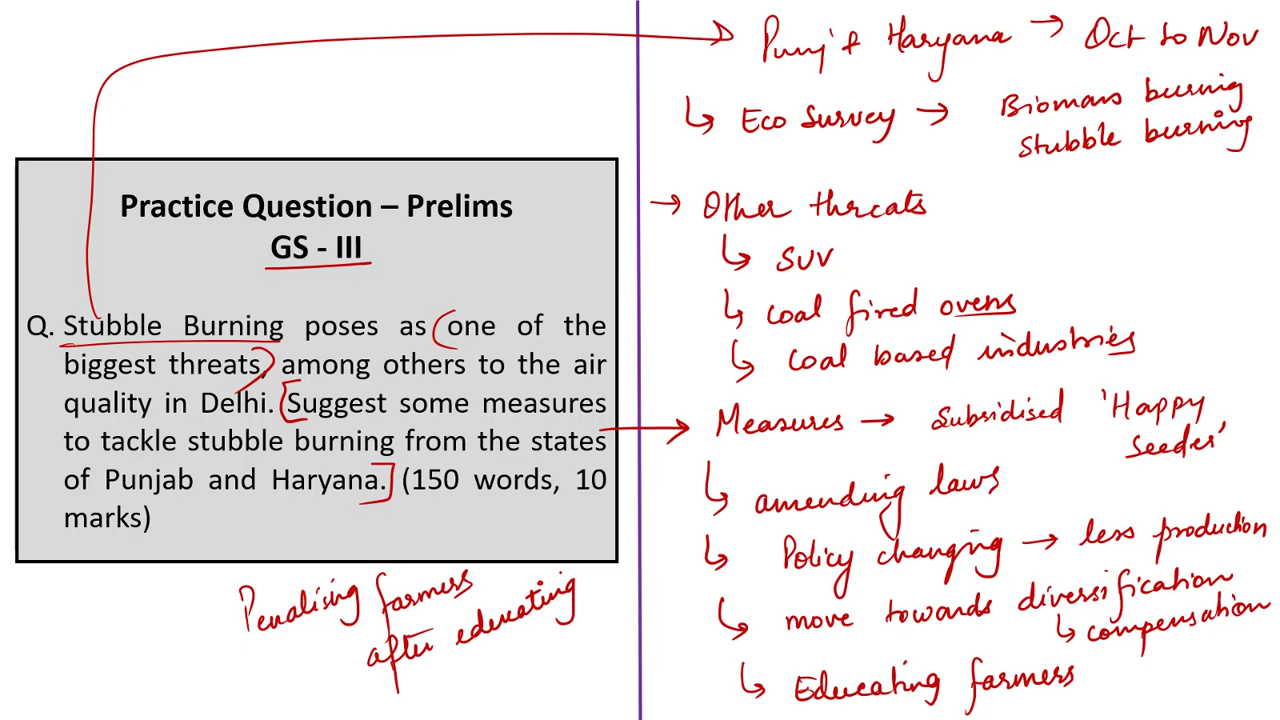 Practice Question – Prelims
GS - III
Q. Stubble Burning poses as one of the
biggest threats, among others to the air
quality in Delhi. Suggest some measures
to tackle stubble burning from the states
of Punjab and Haryana. (150 words, 10
marks)
Penalising farmers
after educating
Punj & Haryana → Oct to Nov
↳ Eco Survey → Biomass burning
Stubble burning
→ Other threats
↳ SUV
↳ coal fired ovens
↳ coal based industries
Measures → Subsidised 'Happy
Seeder'
↳ amending laws
↳ Policy changing → less production
↳ move towards diversification
↳ compensation
↳ Educating farmers